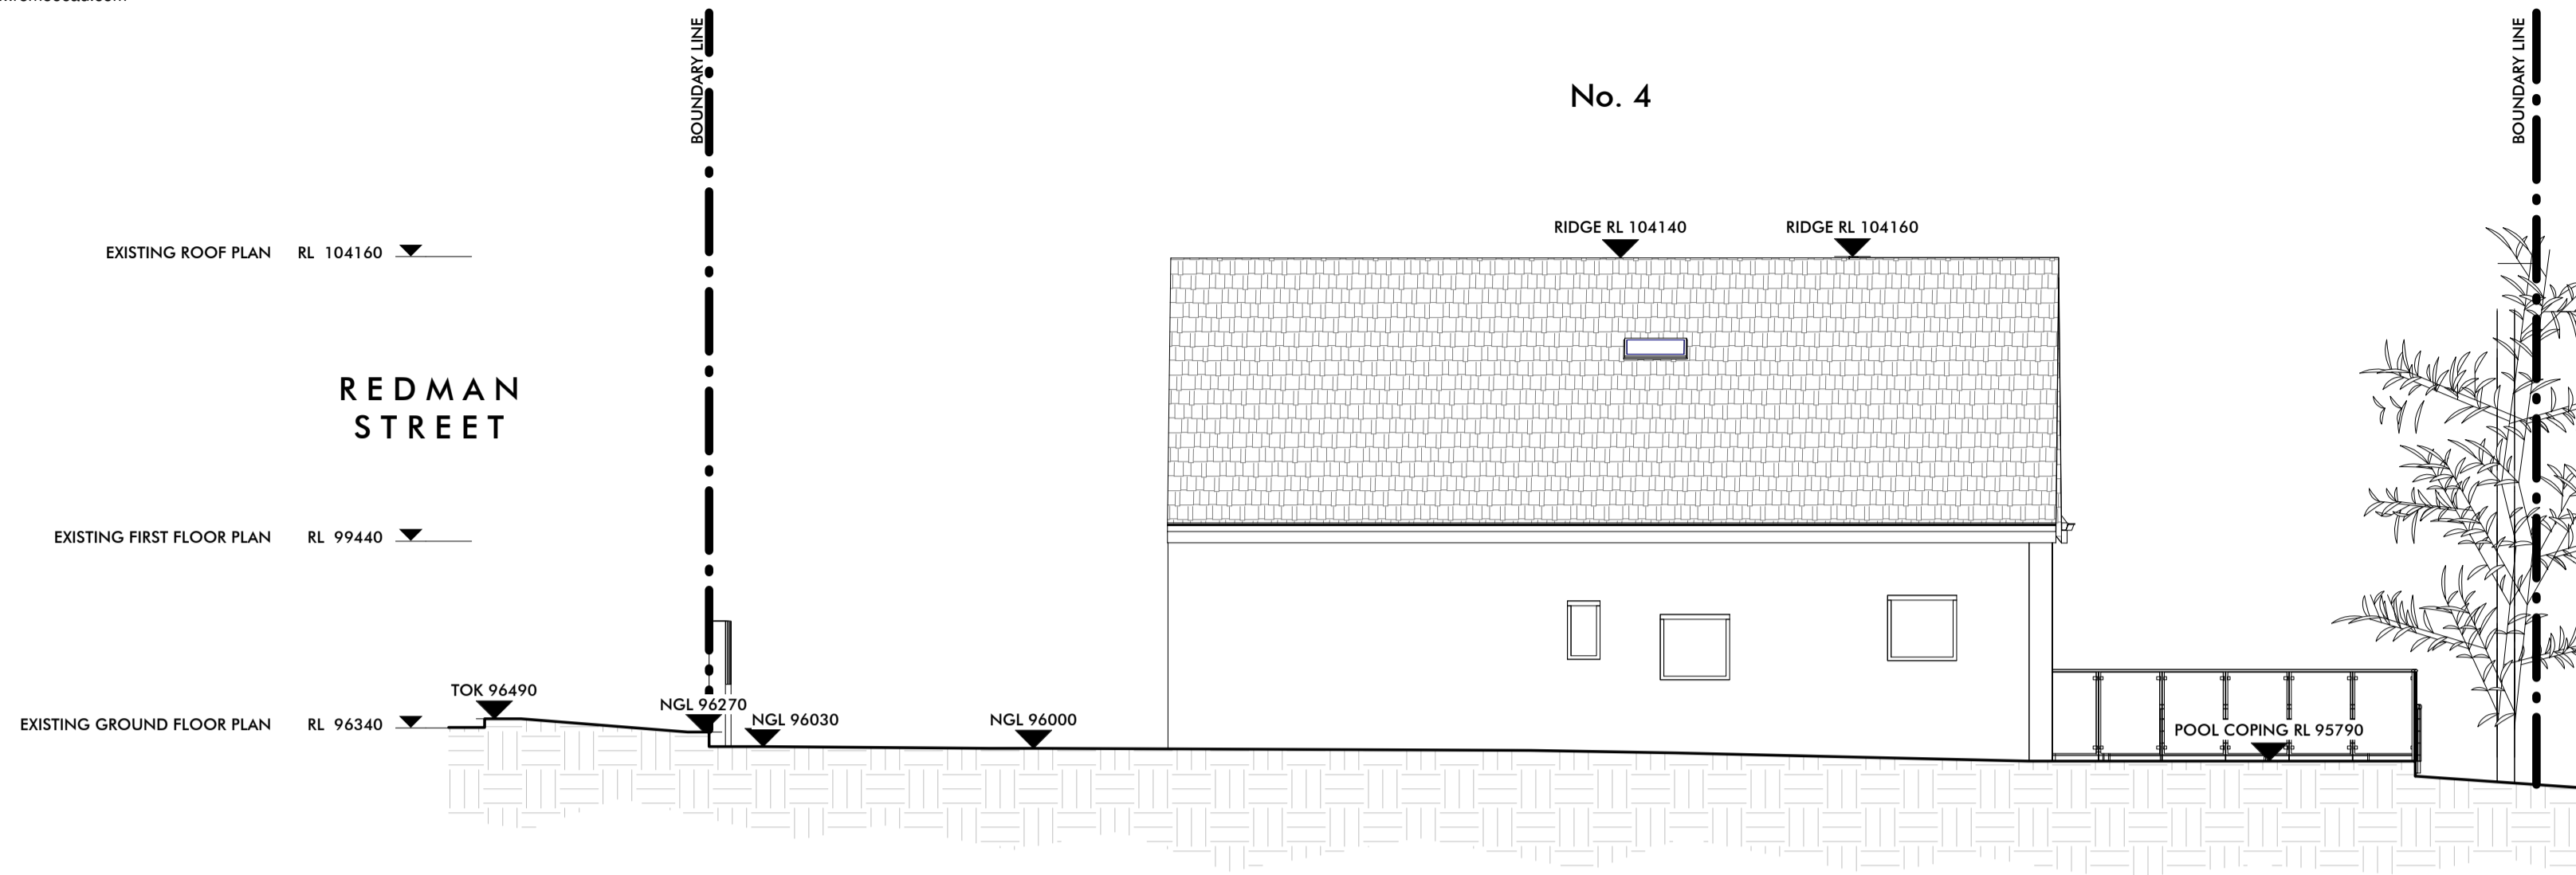 BOUNDARY LINE
BOUNDARY LINE
No. 4
RIDGE RL 104140
RIDGE RL 104160
EXISTING ROOF PLAN RL 104160
REDMAN
STREET
EXISTING FIRST FLOOR PLAN RL 99440
TOK 96490
NGL 96270
NGL 96030
NGL 96000
EXISTING GROUND FLOOR PLAN RL 96340
POOL COPING RL 95790